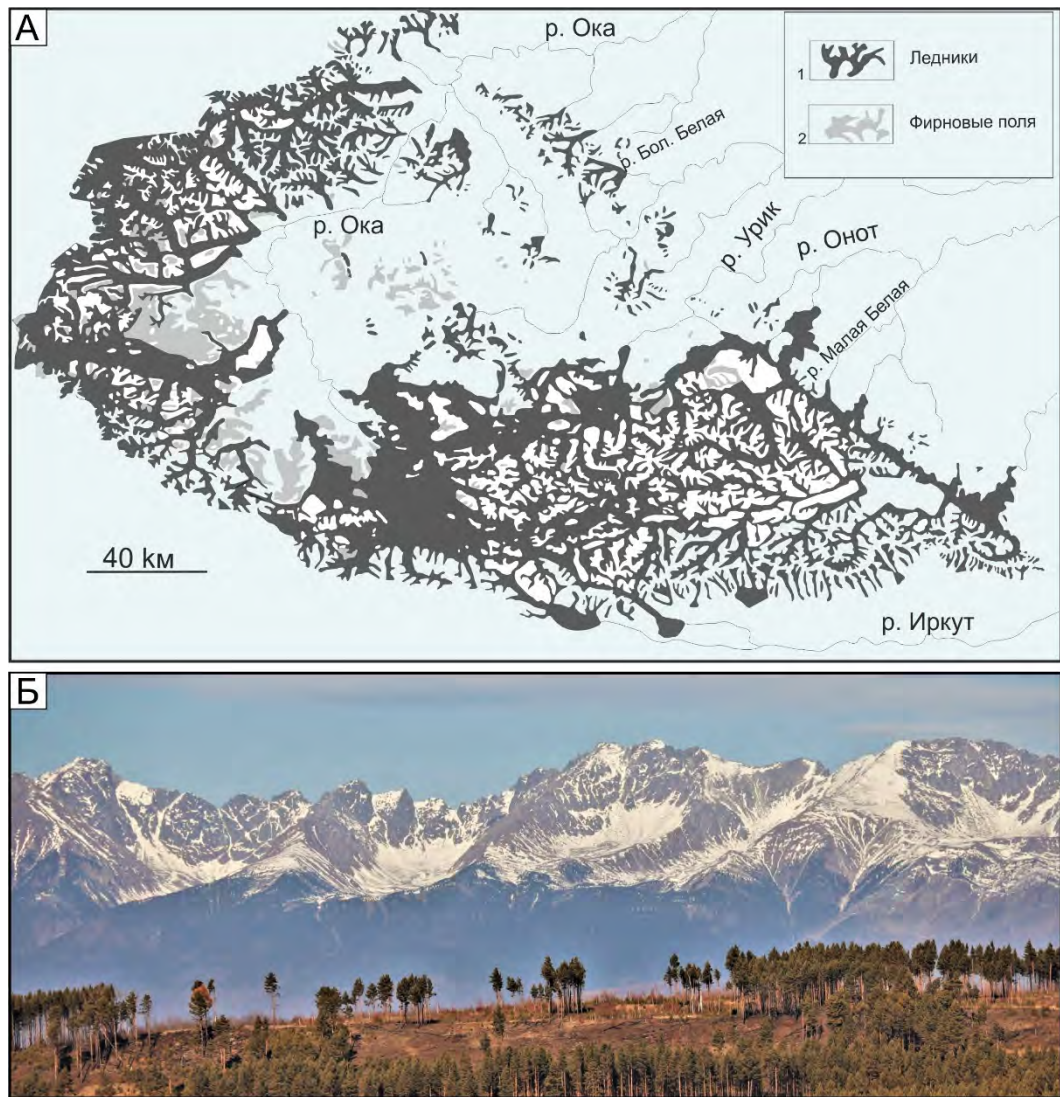 А
р. Ока
1 Ледники
2 Фирновые поля
р. Бол. Белая
р. Ока
р. Урик
р. Онот
р. Малая Белая
40 км
р. Иркут
Б